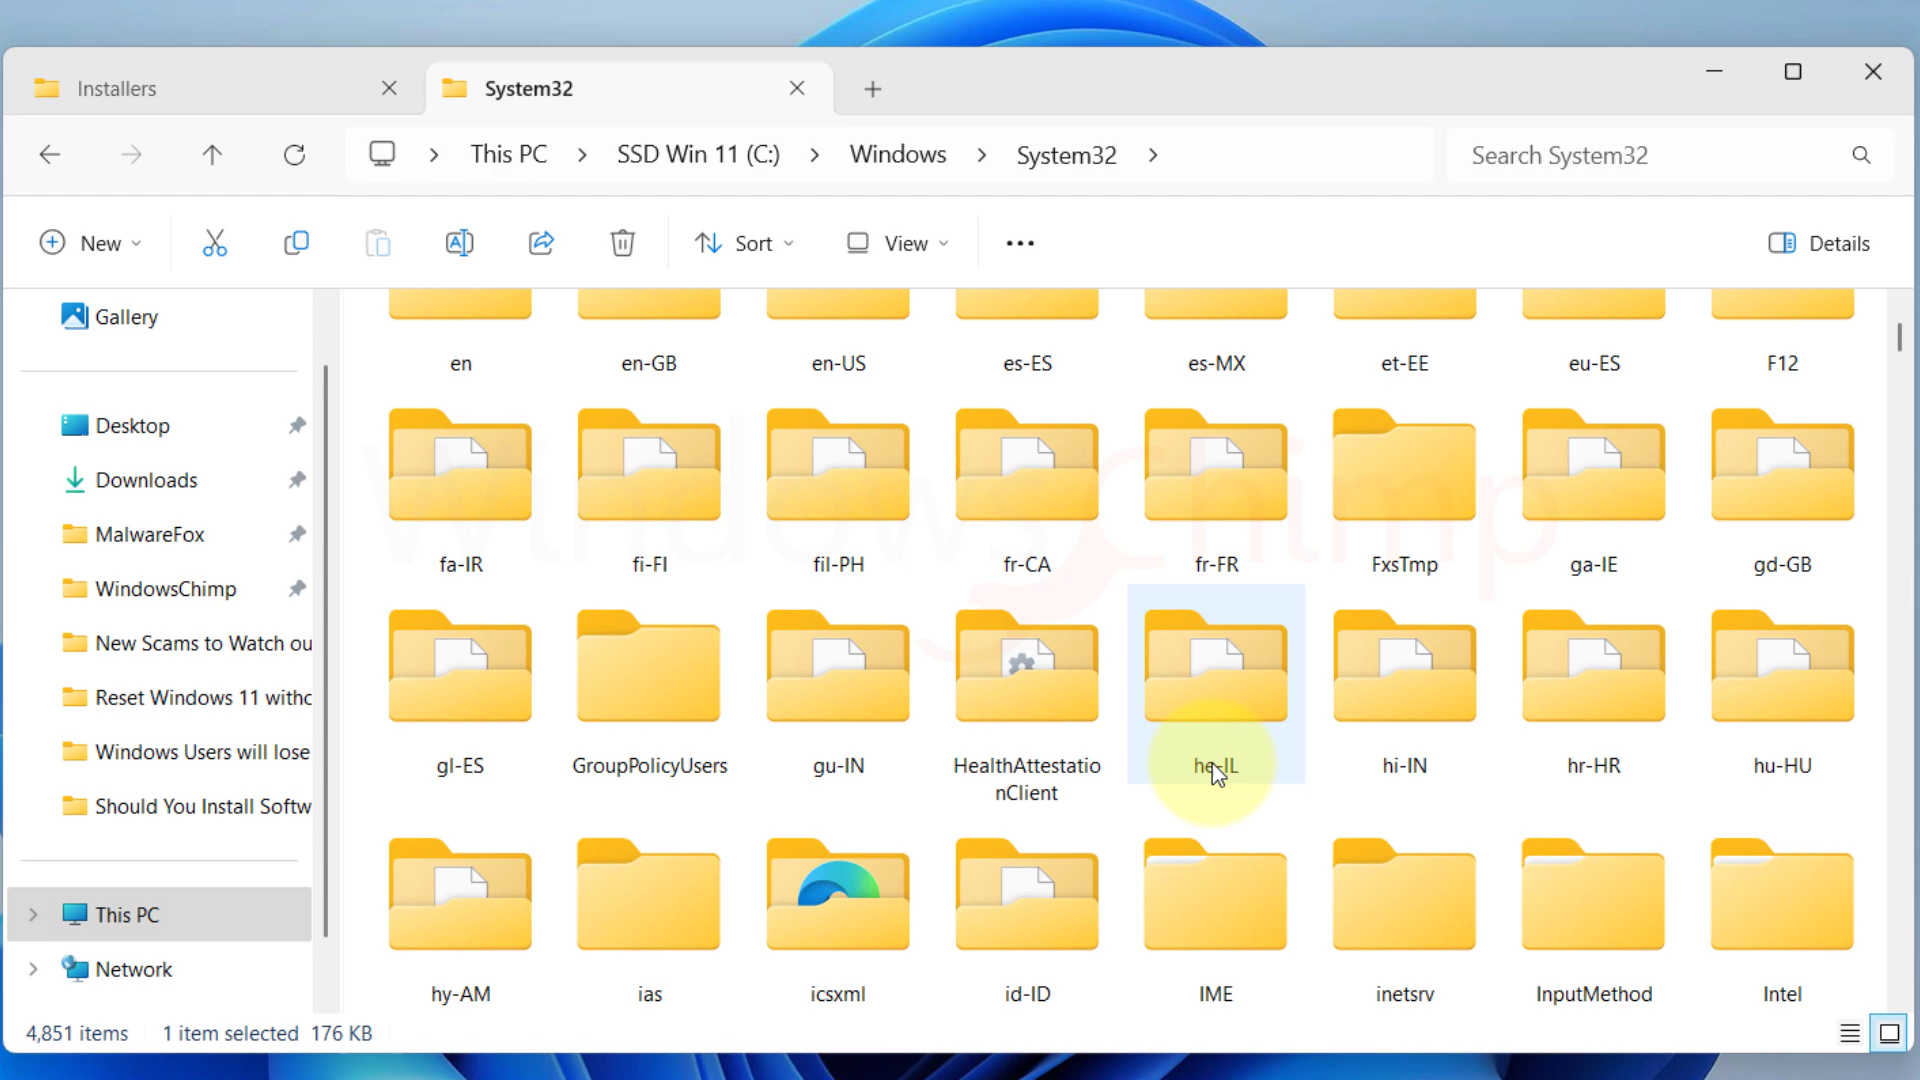 Installers
System32
This PC
SSD Win 11 (C:)
Windows
System32
Search System32
New
Sort
View
Details
Gallery
Desktop
Downloads
MalwareFox
WindowsChimp
New Scams to Watch ou
Reset Windows 11 withc
Windows Users will lose
Should You Install Softw
This PC
Network
en en-GB en-US es-ES es-MX et-EE eu-ES F12
fa-IR fi-FI fil-PH fr-CA fr-FR FxsTmp ga-IE gd-GB
gl-ES GroupPolicyUsers gu-IN HealthAttestatio he-IL hi-IN hr-HR hu-HU
nClient
hy-AM ias icsxml id-ID IME inetsrv InputMethod Intel
WindowsChimp
4,851 items 1 item selected 176 KB